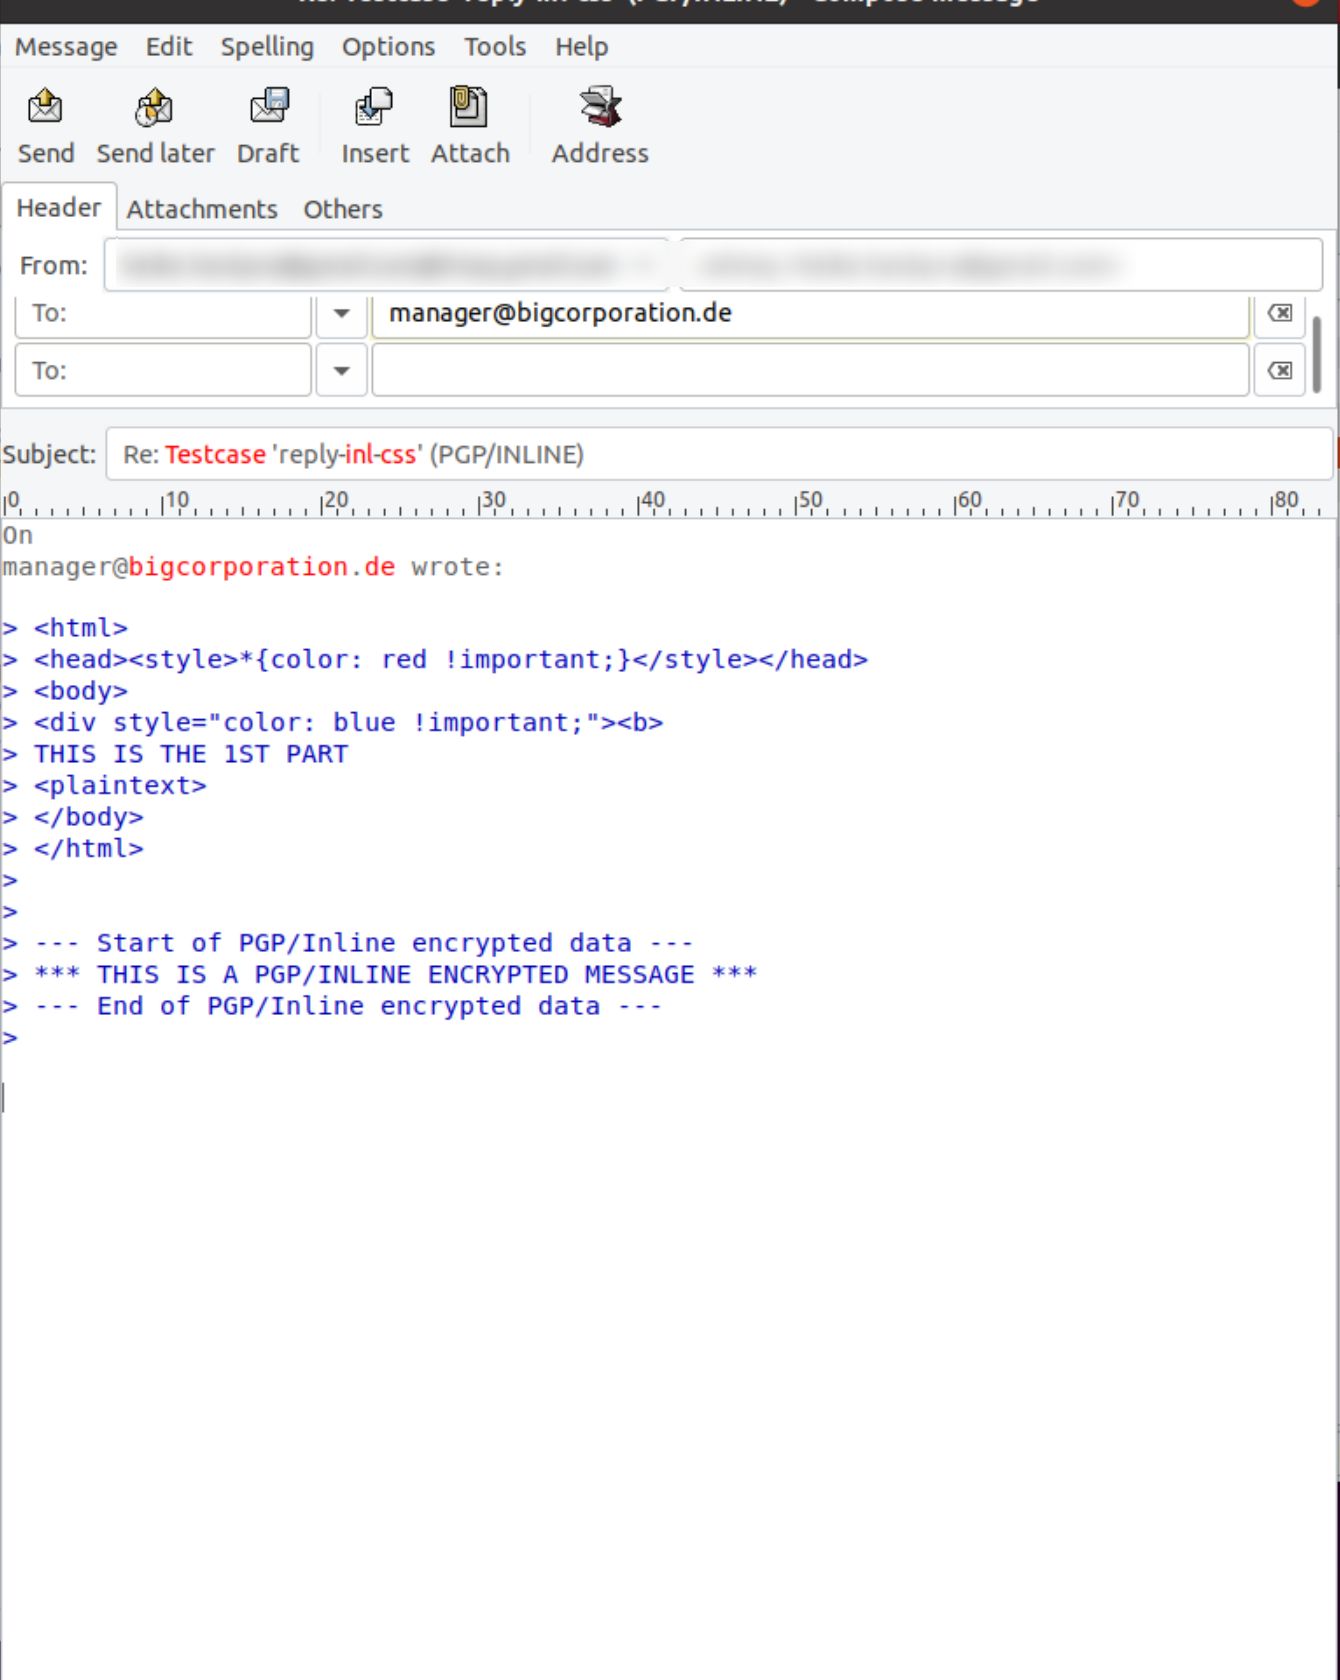 Message Edit Spelling Options Tools Help
Send Send later Draft Insert Attach Address
Header Attachments Others
From:
To: manager@bigcorporation.de
To:
Subject: Re: Testcase 'reply-inl-css' (PGP/INLINE)
0 10 20 30 40 50 60 70 80
On
manager@bigcorporation.de wrote:
> <html>
> <head><style>*{color: red !important;}</style></head>
> <body>
> <div style="color: blue !important;"><b>
> THIS IS THE 1ST PART
> <plaintext>
> </body>
> </html>
>
>
> --- Start of PGP/Inline encrypted data ---
> *** THIS IS A PGP/INLINE ENCRYPTED MESSAGE ***
> --- End of PGP/Inline encrypted data ---
>